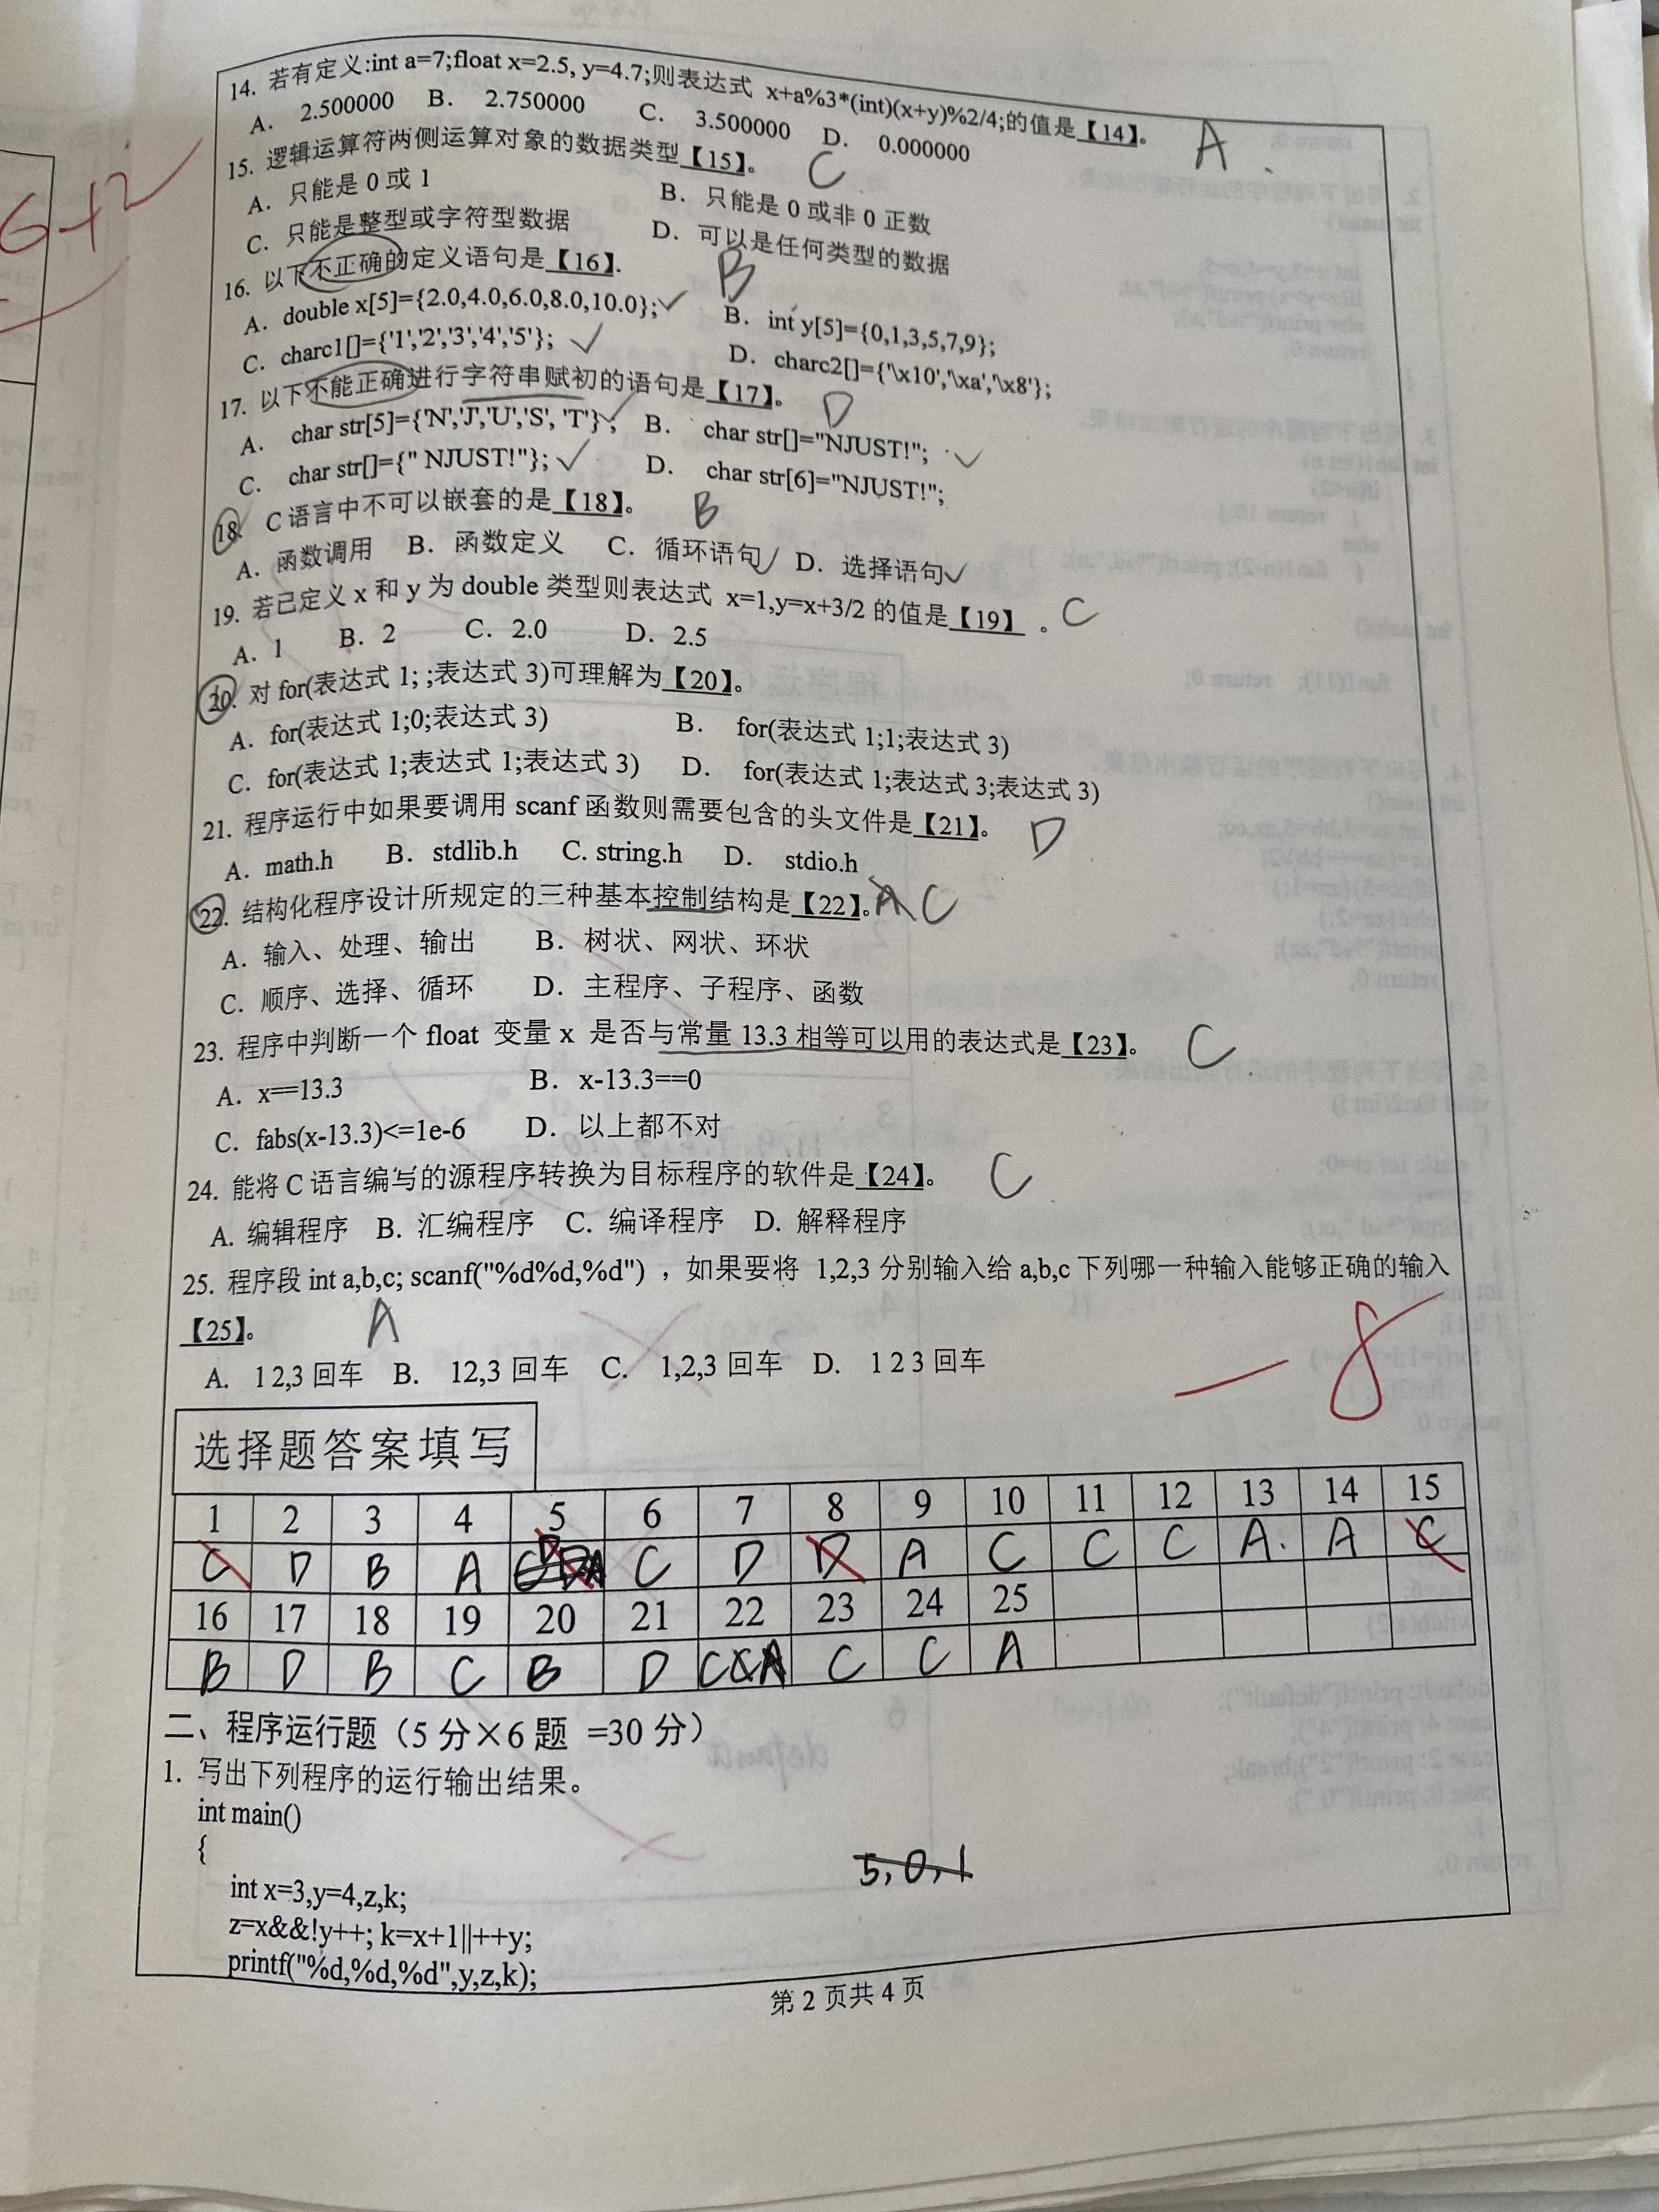 6+2
14. 若有定义:int a=7;float x=2.5, y=4.7;则表达式 x+a%3*(int)(x+y)%2/4;的值是【14】。 A
A. 2.500000 B. 2.750000 C. 3.500000 D. 0.000000
15. 逻辑运算符两侧运算对象的数据类型【15】。 C
A. 只能是 0 或 1 B. 只能是 0 或非 0 正数
C. 只能是整型或字符型数据 D. 可以是任何类型的数据
16. 以下不正确的定义语句是【16】. B
A. double x[5]={2.0,4.0,6.0,8.0,10.0}; B. int y[5]={0,1,3,5,7,9};
C. charc1[]={'1','2','3','4','5'}; D. charc2[]={'\x10','\xa','\x8'};
17. 以下不能正确进行字符串赋初的语句是【17】。 D
A. char str[5]={'N','J','U','S', 'T'}; B. char str[]="NJUST!";
C. char str[]={" NJUST!"}; D. char str[6]="NJUST!";
18. C 语言中不可以嵌套的是【18】。 B
A. 函数调用 B. 函数定义 C. 循环语句 D. 选择语句
19. 若已定义 x 和 y 为 double 类型则表达式 x=1,y=x+3/2 的值是【19】 。 C
A. 1 B. 2 C. 2.0 D. 2.5
20. 对 for(表达式 1; ;表达式 3)可理解为【20】。
A. for(表达式 1;0;表达式 3) B. for(表达式 1;1;表达式 3)
C. for(表达式 1;表达式 1;表达式 3) D. for(表达式 1;表达式 3;表达式 3)
21. 程序运行中如果要调用 scanf 函数则需要包含的头文件是【21】。 D
A. math.h B. stdlib.h C. string.h D. stdio.h
22. 结构化程序设计所规定的三种基本控制结构是【22】。 A C
A. 输入、处理、输出 B. 树状、网状、环状
C. 顺序、选择、循环 D. 主程序、子程序、函数
23. 程序中判断一个 float 变量 x 是否与常量 13.3 相等可以用的表达式是【23】。 C
A. x==13.3 B. x-13.3==0
C. fabs(x-13.3)<=1e-6 D. 以上都不对
24. 能将 C 语言编写的源程序转换为目标程序的软件是【24】。 C
A. 编辑程序 B. 汇编程序 C. 编译程序 D. 解释程序
25. 程序段 int a,b,c; scanf("%d%d,%d") ，如果要将 1,2,3 分别输入给 a,b,c 下列哪一种输入能够正确的输入
【25】。 A
A. 1 2,3 回车 B. 12,3 回车 C. 1,2,3 回车 D. 1 2 3 回车
-8
选择题答案填写
1 2 3 4 5 6 7 8 9 10 11 12 13 14 15
C D B A D C D D A C C C A. A C
16 17 18 19 20 21 22 23 24 25
B D B C B D C C C A
二、程序运行题（5 分×6 题 =30 分）
1. 写出下列程序的运行输出结果。
int main()
{
int x=3,y=4,z,k;
z=x&&!y++; k=x+1||++y;
printf("%d,%d,%d",y,z,k);
5,0,1
第 2 页共 4 页